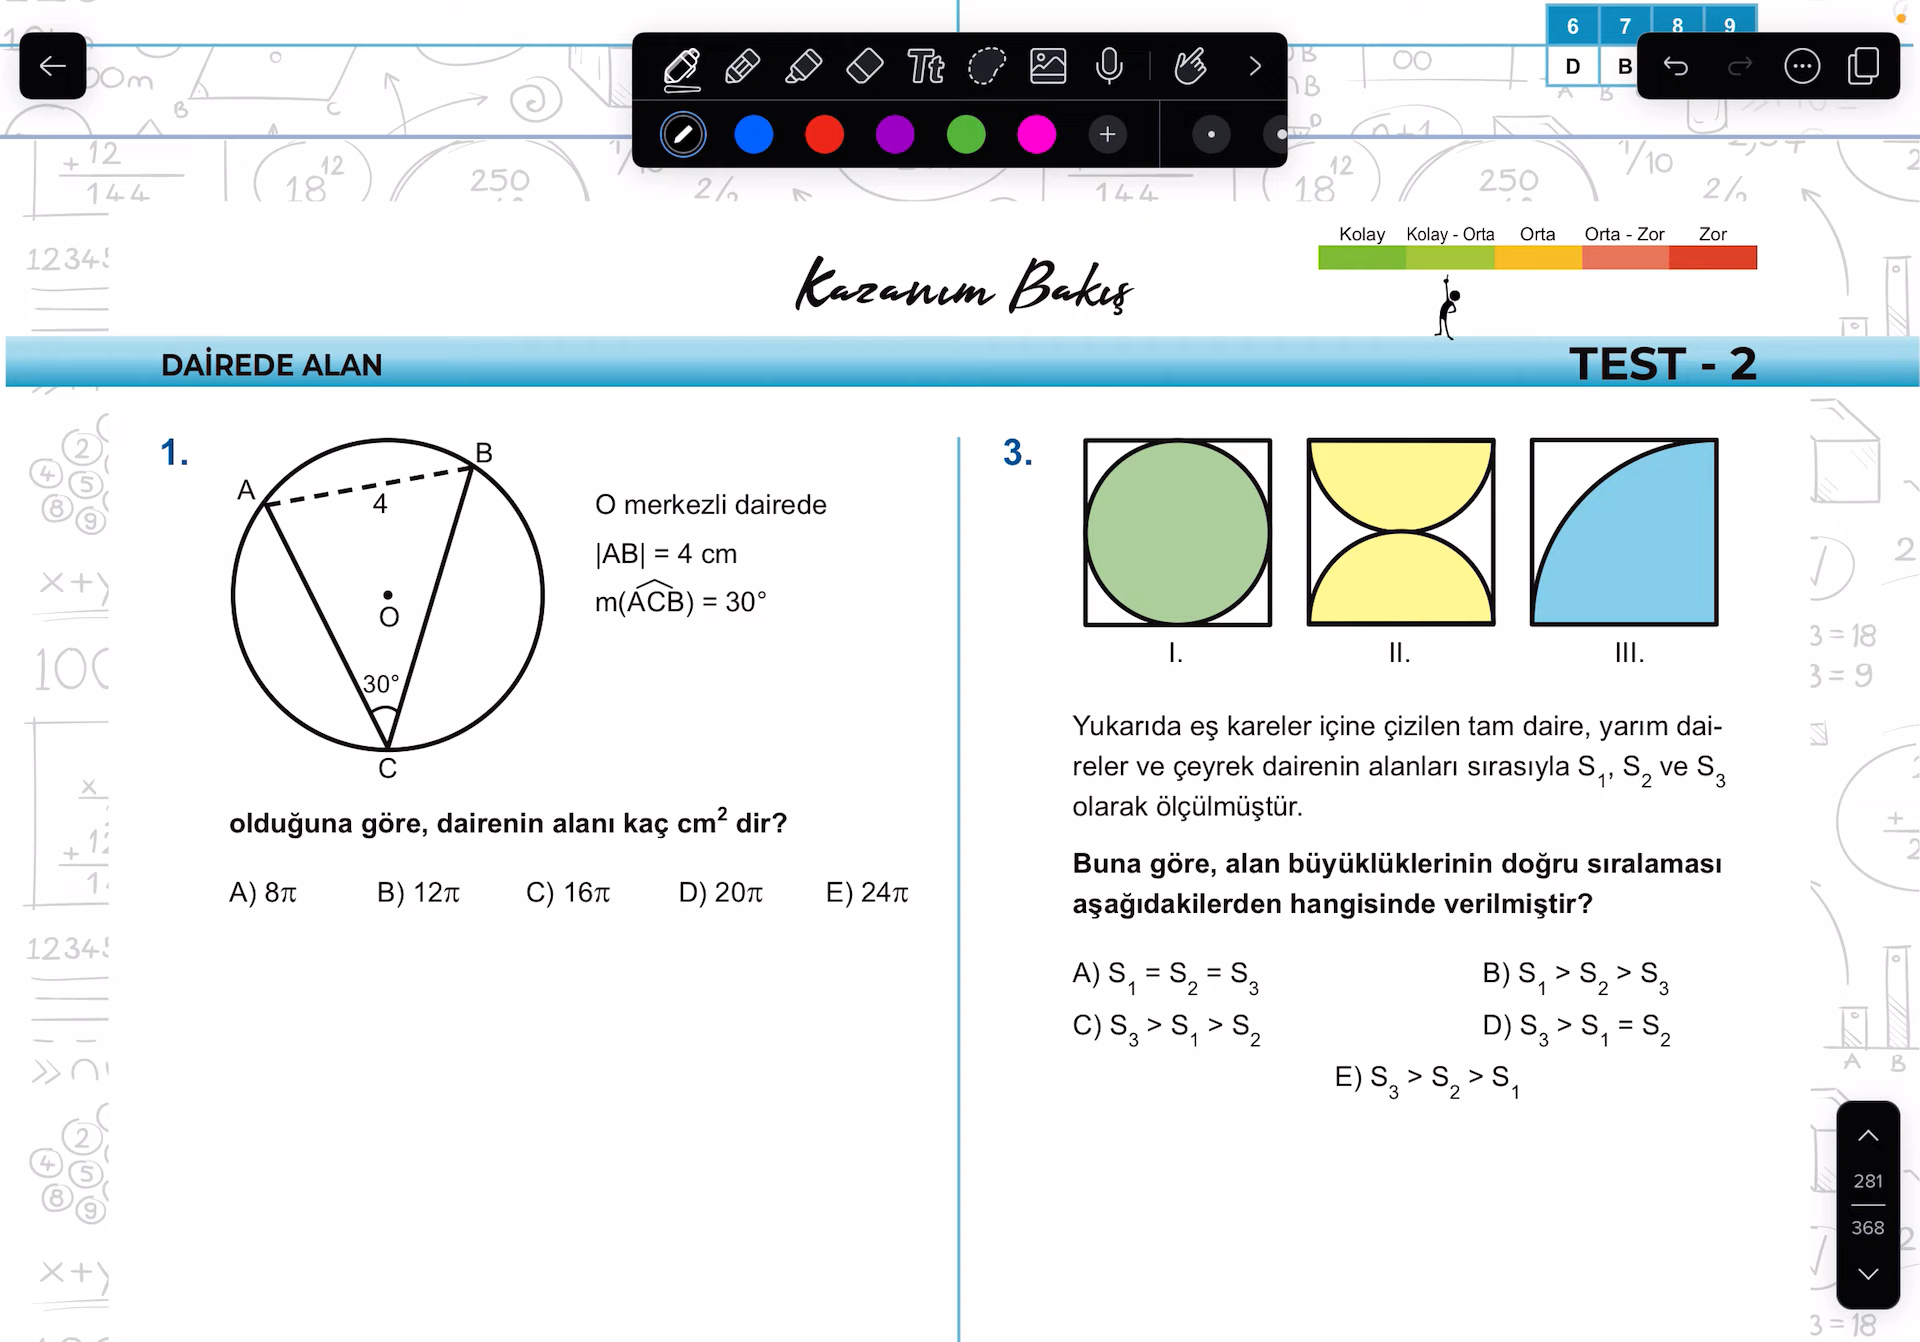 6 7 8 9
D B
Tt
Kazanım Bakış
Kolay Kolay - Orta Orta Orta - Zor Zor
DAİREDE ALAN
TEST - 2
1.
A
B
4
O
30°
C
O merkezli dairede
|AB| = 4 cm
m(ACB) = 30°
olduğuna göre, dairenin alanı kaç cm² dir?
A) 8π B) 12π C) 16π D) 20π E) 24π
3.
I. II. III.
Yukarıda eş kareler içine çizilen tam daire, yarım dai-
reler ve çeyrek dairenin alanları sırasıyla S₁, S₂ ve S₃
olarak ölçülmüştür.
Buna göre, alan büyüklüklerinin doğru sıralaması
aşağıdakilerden hangisinde verilmiştir?
A) S₁ = S₂ = S₃ B) S₁ > S₂ > S₃
C) S₃ > S₁ > S₂ D) S₃ > S₁ = S₂
E) S₃ > S₂ > S₁
281
368